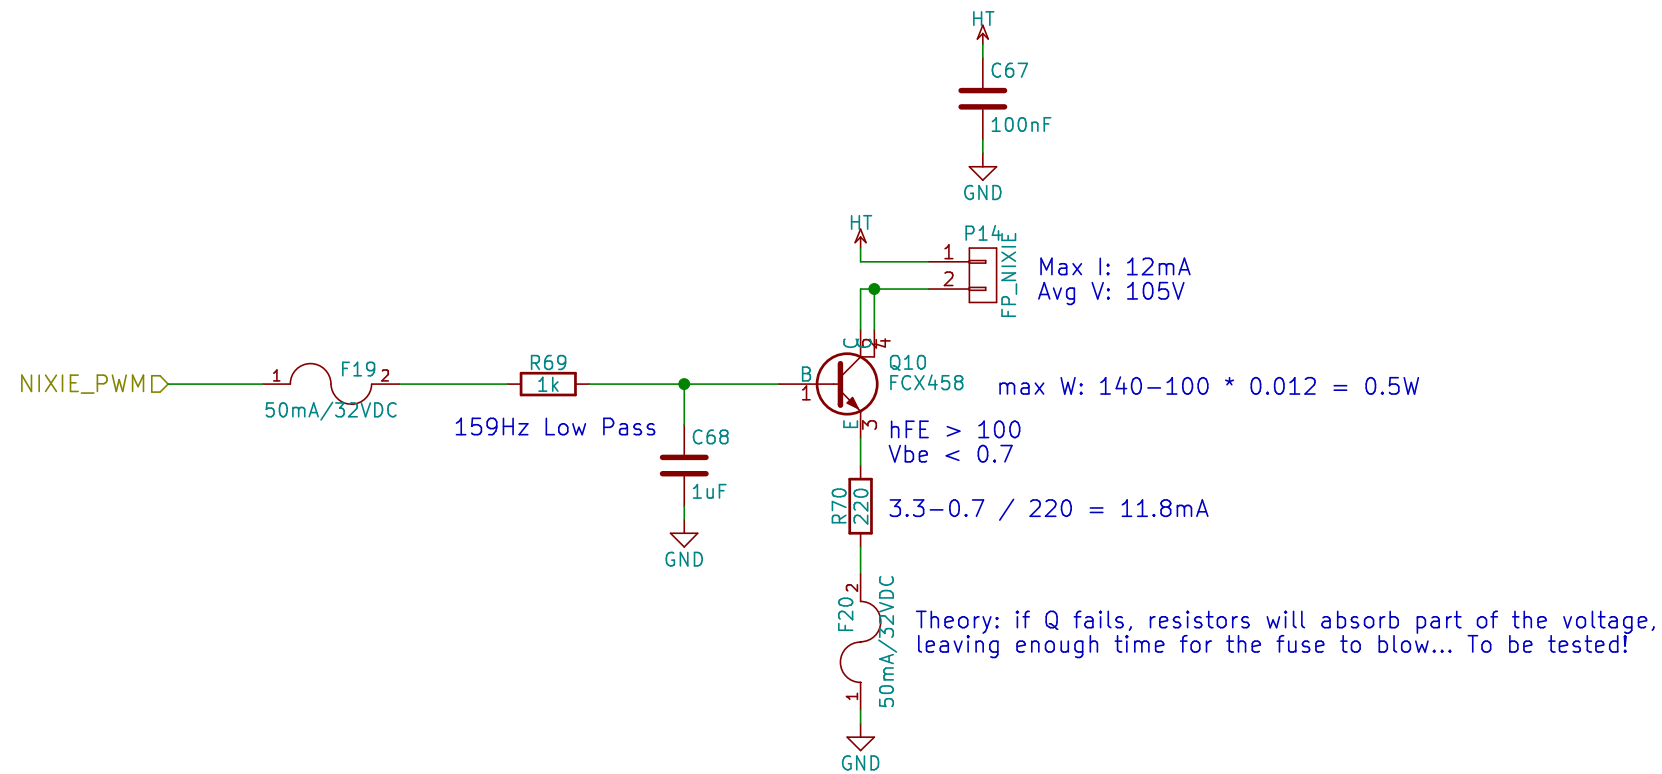 HT
C67
100nF
GND
HT
P14
FP_NIXIE
1
2
Max I: 12mA
Avg V: 105V
NIXIE_PWM
1
F19
2
50mA/32VDC
R69
1k
159Hz Low Pass
C68
1uF
GND
B
1
C
4
Q10
FCX458
max W: 140-100 * 0.012 = 0.5W
E
3
hFE > 100
Vbe < 0.7
R70
220
3.3-0.7 / 220 = 11.8mA
2
F20
50mA/32VDC
1
GND
Theory: if Q fails, resistors will absorb part of the voltage,
leaving enough time for the fuse to blow... To be tested!